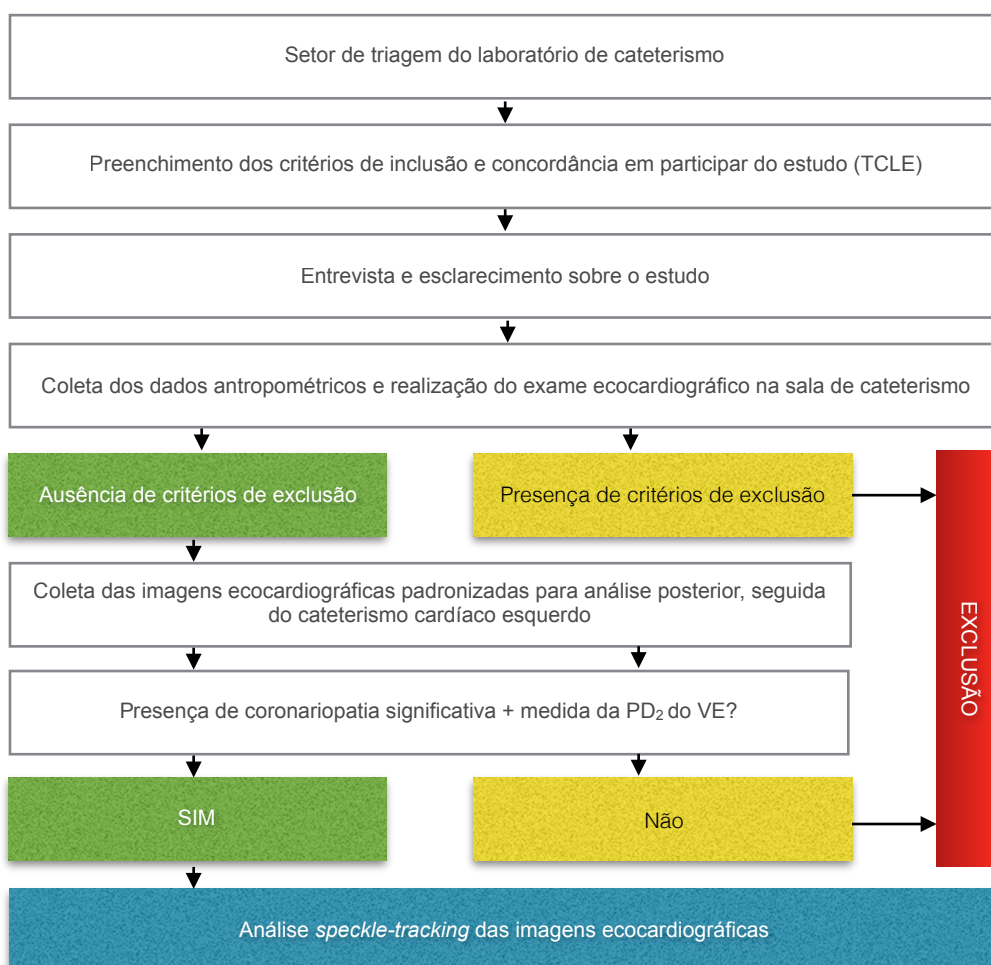 Setor de triagem do laboratório de cateterismo
Preenchimento dos critérios de inclusão e concordância em participar do estudo (TCLE)
Entrevista e esclarecimento sobre o estudo
Coleta dos dados antropométricos e realização do exame ecocardiográfico na sala de cateterismo
Ausência de critérios de exclusão
Presença de critérios de exclusão
EXCLUSÃO
Coleta das imagens ecocardiográficas padronizadas para análise posterior, seguida
do cateterismo cardíaco esquerdo
Presença de coronariopatia significativa + medida da PD₂ do VE?
SIM
Não
Análise speckle-tracking das imagens ecocardiográficas